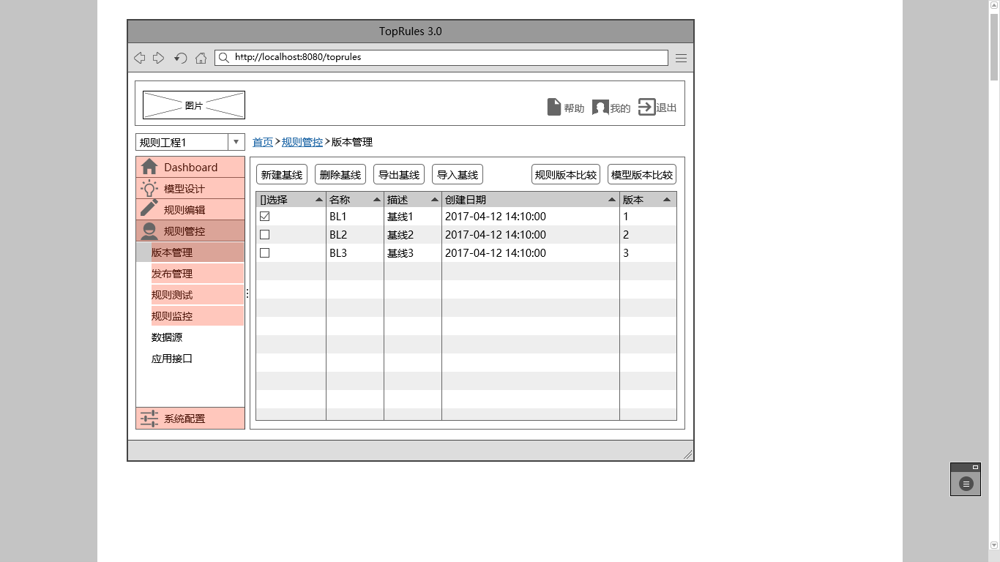 TopRules 3.0
http://localhost:8080/toprules
图片
帮助 我的 退出
规则工程1
首页 > 规则管控 > 版本管理
Dashboard
模型设计
规则编辑
规则管控
版本管理
发布管理
规则测试
规则监控
数据源
应用接口
系统配置
新建基线 删除基线 导出基线 导入基线 规则版本比较 模型版本比较
[]选择 名称 描述 创建日期 版本
BL1 基线1 2017-04-12 14:10:00 1
BL2 基线2 2017-04-12 14:10:00 2
BL3 基线3 2017-04-12 14:10:00 3